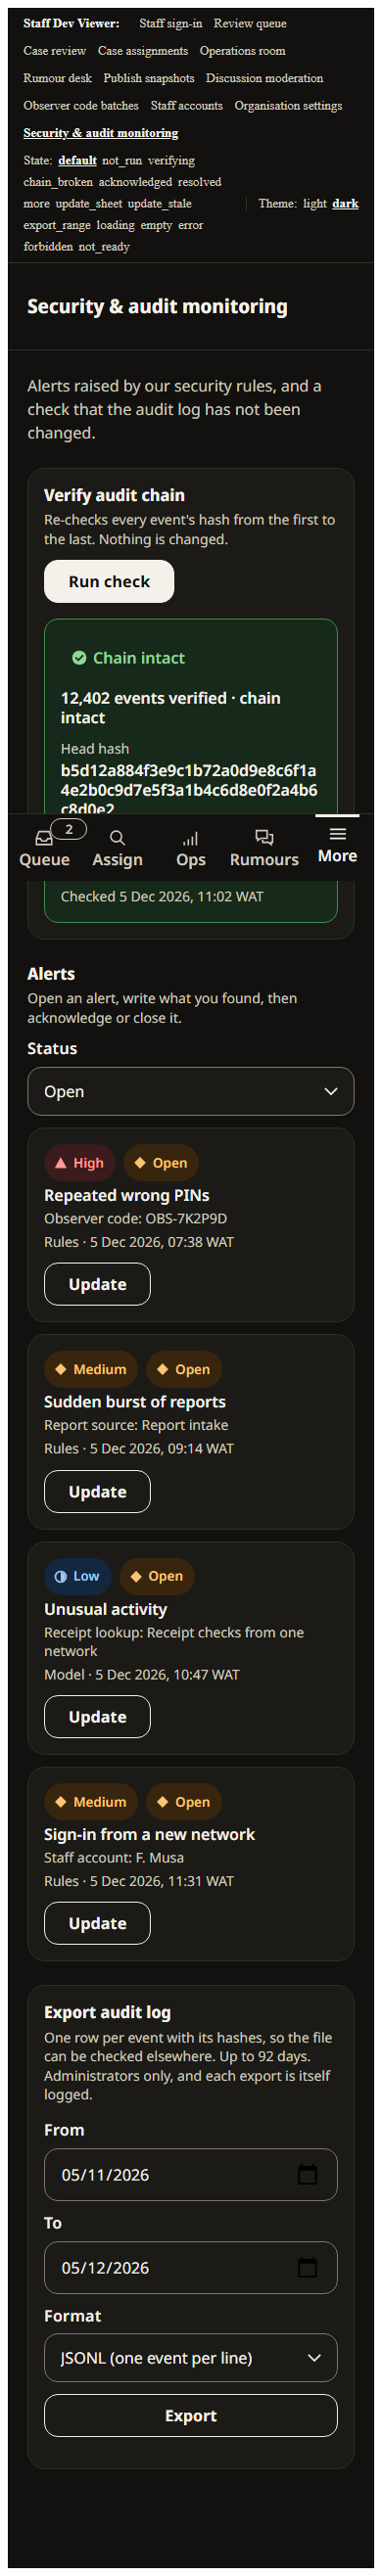 Staff Dev Viewer: Staff sign-in Review queue
Case review Case assignments Operations room
Rumour desk Publish snapshots Discussion moderation
Observer code batches Staff accounts Organisation settings
Security & audit monitoring
State: default not_run verifying
chain_broken acknowledged resolved
more update_sheet update_stale
export_range loading empty error
forbidden not_ready
Theme: light dark
Security & audit monitoring
Alerts raised by our security rules, and a
check that the audit log has not been
changed.
Verify audit chain
Re-checks every event's hash from the first to
the last. Nothing is changed.
Run check
Chain intact
12,402 events verified · chain
intact
Head hash
b5d12a884f3e9c1b72a0d9e8c6f1a
4e2b0c9d7e5f3a1b4c6d8e0f2a4b6
c8d0e2
2
Queue Assign Ops Rumours More
Checked 5 Dec 2026, 11:02 WAT
Alerts
Open an alert, write what you found, then
acknowledge or close it.
Status
Open
High Open
Repeated wrong PINs
Observer code: OBS-7K2P9D
Rules · 5 Dec 2026, 07:38 WAT
Update
Medium Open
Sudden burst of reports
Report source: Report intake
Rules · 5 Dec 2026, 09:14 WAT
Update
Low Open
Unusual activity
Receipt lookup: Receipt checks from one
network
Model · 5 Dec 2026, 10:47 WAT
Update
Medium Open
Sign-in from a new network
Staff account: F. Musa
Rules · 5 Dec 2026, 11:31 WAT
Update
Export audit log
One row per event with its hashes, so the file
can be checked elsewhere. Up to 92 days.
Administrators only, and each export is itself
logged.
From
05/11/2026
To
05/12/2026
Format
JSONL (one event per line)
Export